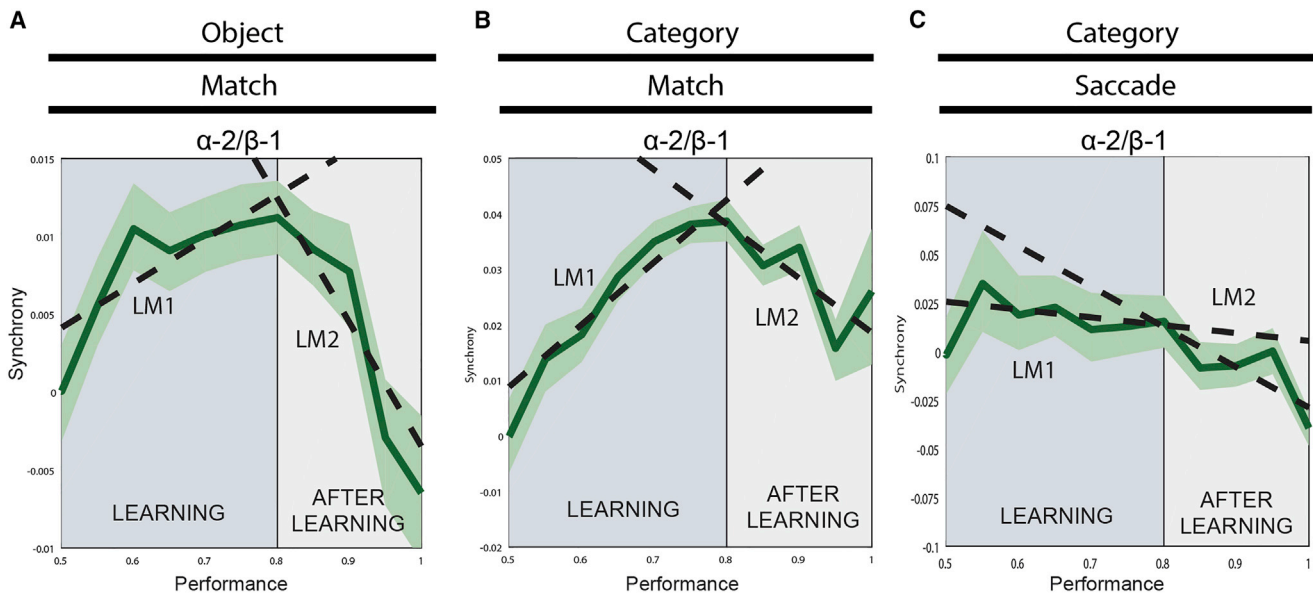 A
Object
Match
α-2/β-1
Synchrony
0.015
0.01
0.005
0
-0.005
-0.01
LM1
LM2
LEARNING
AFTER
LEARNING
0.5
0.6
0.7
0.8
0.9
1.0
Performance
B
Category
Match
α-2/β-1
Synchrony
0.05
0.04
0.03
0.02
0.01
0
-0.01
-0.02
LM1
LM2
LEARNING
AFTER
LEARNING
0.5
0.6
0.7
0.8
0.9
1
Performance
C
Category
Saccade
α-2/β-1
Synchrony
0.1
0.075
0.05
0.025
0
-0.025
-0.05
-0.075
-0.1
LM2
LM1
LEARNING
AFTER
LEARNING
0.5
0.6
0.7
0.8
0.9
1
Performance